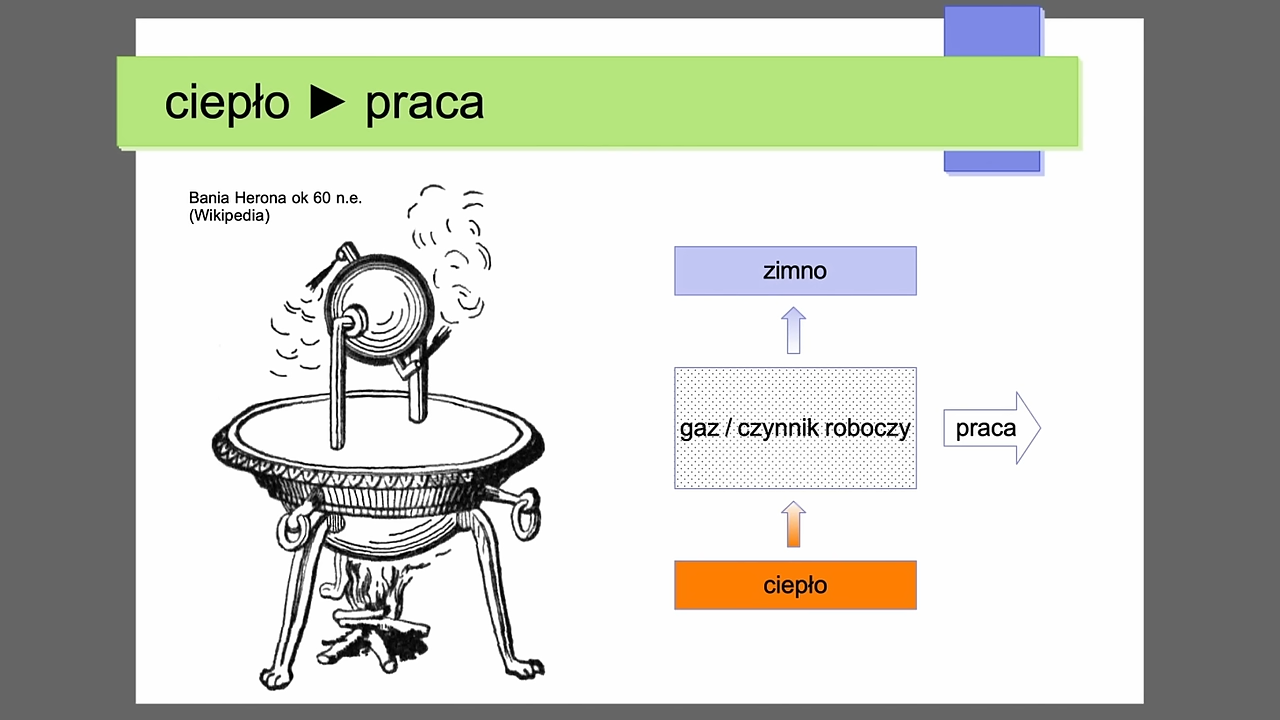 ciepło ► praca
Bania Herona ok 60 n.e.
(Wikipedia)
zimno
gaz / czynnik roboczy
praca
ciepło